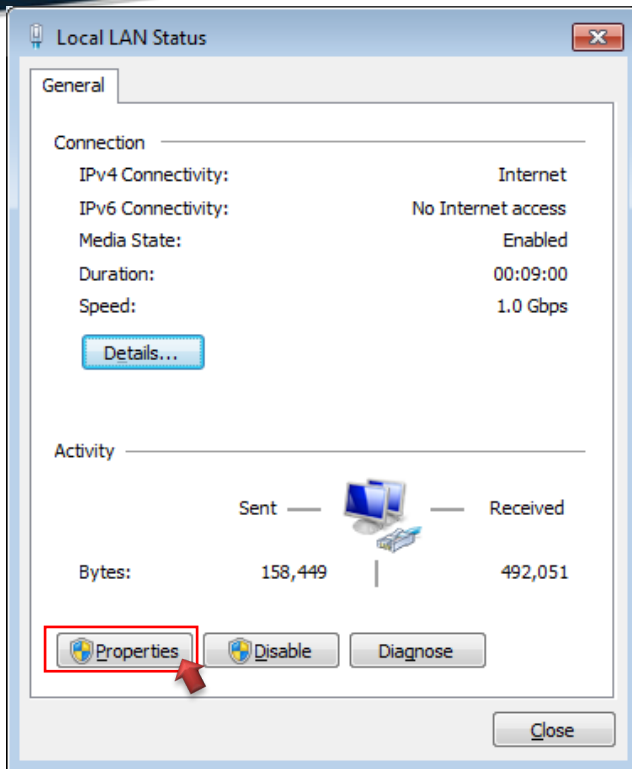 Local LAN Status
General
Connection
IPv4 Connectivity: Internet
IPv6 Connectivity: No Internet access
Media State: Enabled
Duration: 00:09:00
Speed: 1.0 Gbps
Details...
Activity
Sent Received
Bytes: 158,449 492,051
Properties Disable Diagnose
Close